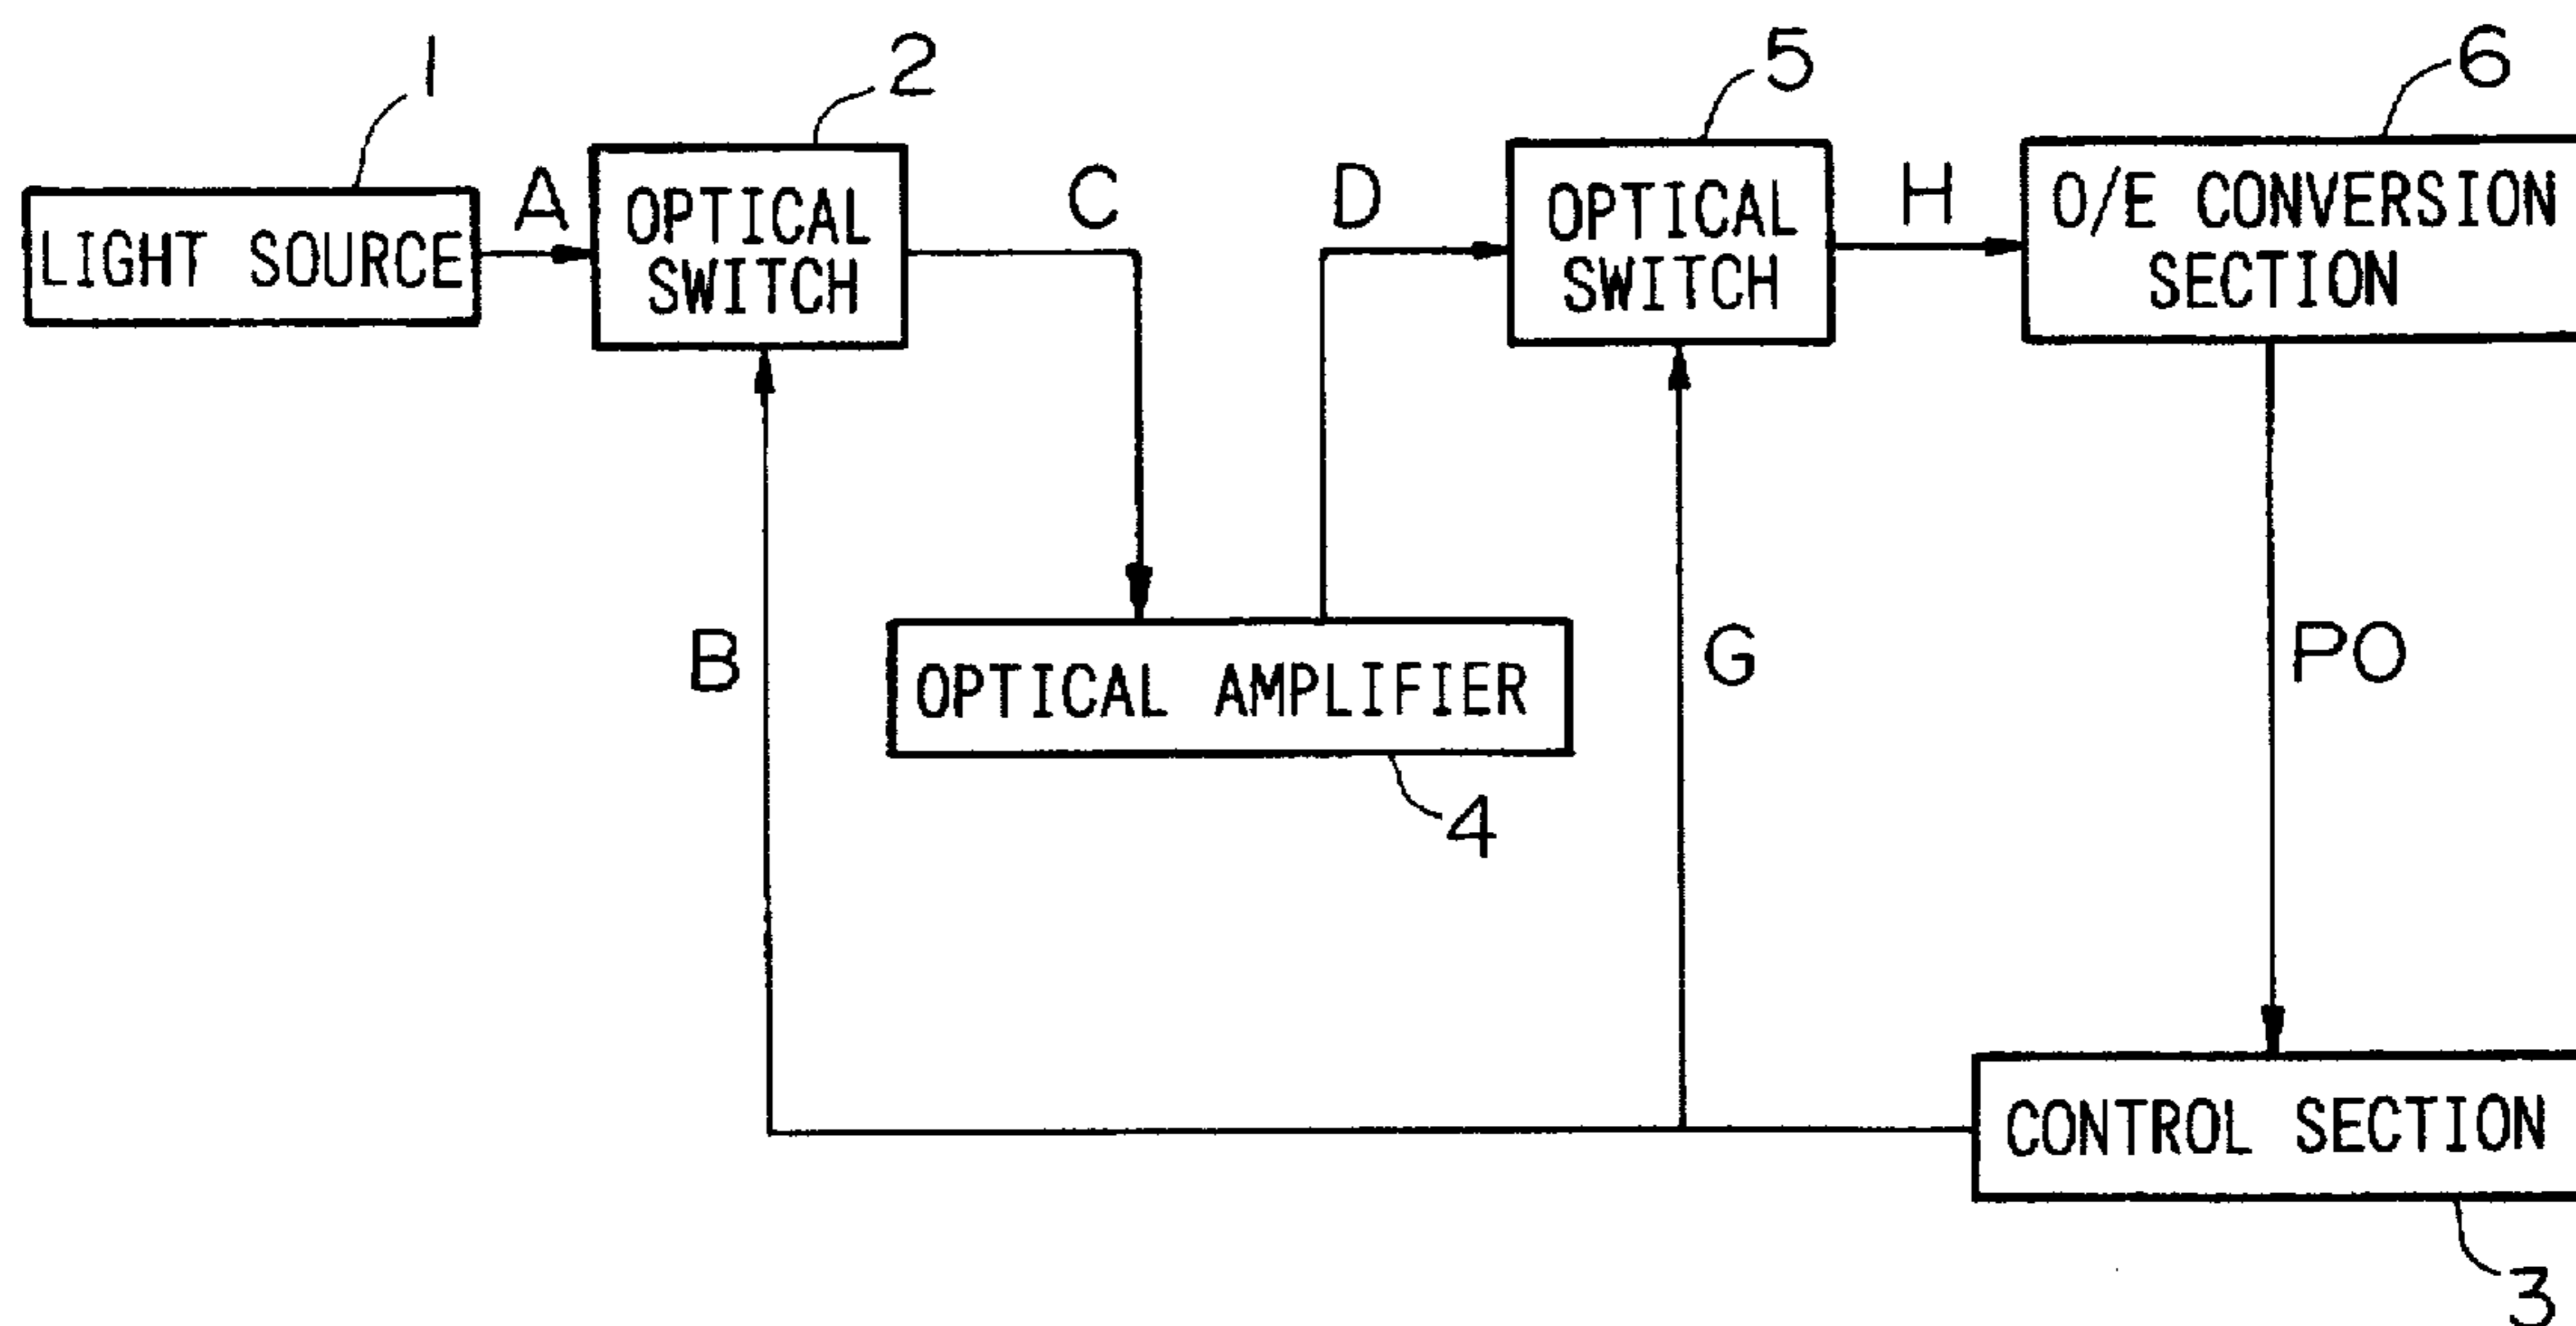 1
2
5
6
LIGHT SOURCE
A
OPTICAL
SWITCH
C
D
OPTICAL
SWITCH
H
O/E CONVERSION
SECTION
B
OPTICAL AMPLIFIER
4
G
PO
CONTROL SECTION
3